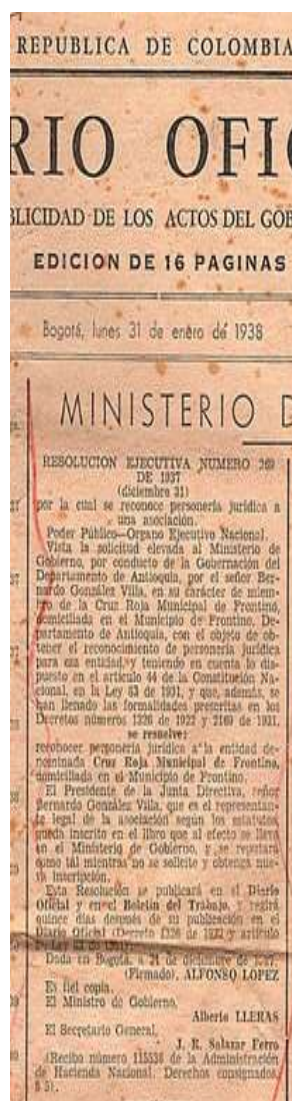 REPUBLICA DE COLOMBIA
RIO OFI
BLICIDAD DE LOS ACTOS DEL GOB
EDICION DE 16 PAGINAS
Bogotá, lunes 31 de enero de 1938
MINISTERIO D
RESOLUCION EJECUTIVA NUMERO 269
DE 1937
(diciembre 31)
por la cual se reconoce personería jurídica a
una asociación.
Poder Público—Organo Ejecutivo Nacional.
Vista la solicitud elevada al Ministerio de
Gobierno, por conducto de la Gobernación del
Departamento de Antioquia, por el señor Ber-
nardo González Villa, en su carácter de miem-
bro de la Cruz Roja Municipal de Frontino,
domiciliada en el Municipio de Frontino, De-
partamento de Antioquia, con el objeto de ob-
tener el reconocimiento de personería jurídica
para esa entidad, y teniendo en cuenta lo dis-
puesto en el artículo 44 de la Constitución Na-
cional, en la Ley 63 de 1931, y que, además, se
han llenado las formalidades prescritas en los
Decretos números 1326 de 1922 y 2169 de 1931,
se resuelve:
reconocer personería jurídica a la entidad de-
nominada Cruz Roja Municipal de Frontino,
domiciliada en el Municipio de Frontino.
El Presidente de la Junta Directiva, señor
Bernardo González Villa, que es el representan-
te legal de la asociación según los estatutos,
queda inscrito en el libro que al efecto se lleva
en el Ministerio de Gobierno, y se reputará
como tál mientras no se solicite y obtenga nue-
va inscripción.
Esta Resolución se publicará en el Diario
Oficial y en el Boletín del Trabajo, y regirá
quince días después de su publicación en el
Diario Oficial (Decreto 1326 de 1922 y artículo
Dada en Bogotá, a 31 de diciembre de 1937.
(Firmado), ALFONSO LOPEZ
Es fiel copia.
El Ministro de Gobierno,
Alberto LLERAS
El Secretario General,
J. R. Salazar Ferro
(Recibo número 115536 de la Administración
de Hacienda Nacional. Derechos consignados,
$ 5).